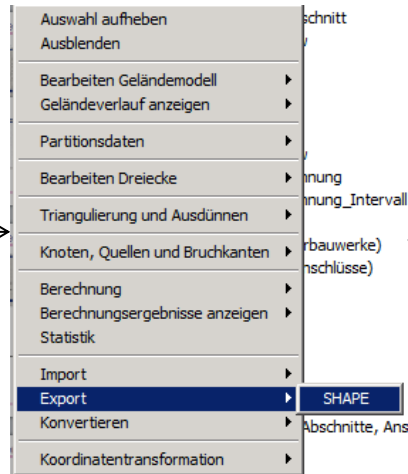 Auswahl aufheben
schnitt
Ausblenden
Bearbeiten Geländemodell
Geländeverlauf anzeigen
Partitionsdaten
Bearbeiten Dreiecke
nnung
Triangulierung und Ausdünnen
nnung_Intervall
Knoten, Quellen und Bruchkanten
rbauwerke)
nschlüsse)
Berechnung
Berechnungsergebnisse anzeigen
Statistik
Import
Export
SHAPE
Konvertieren
Abschnitte, Ans
Koordinatentransformation